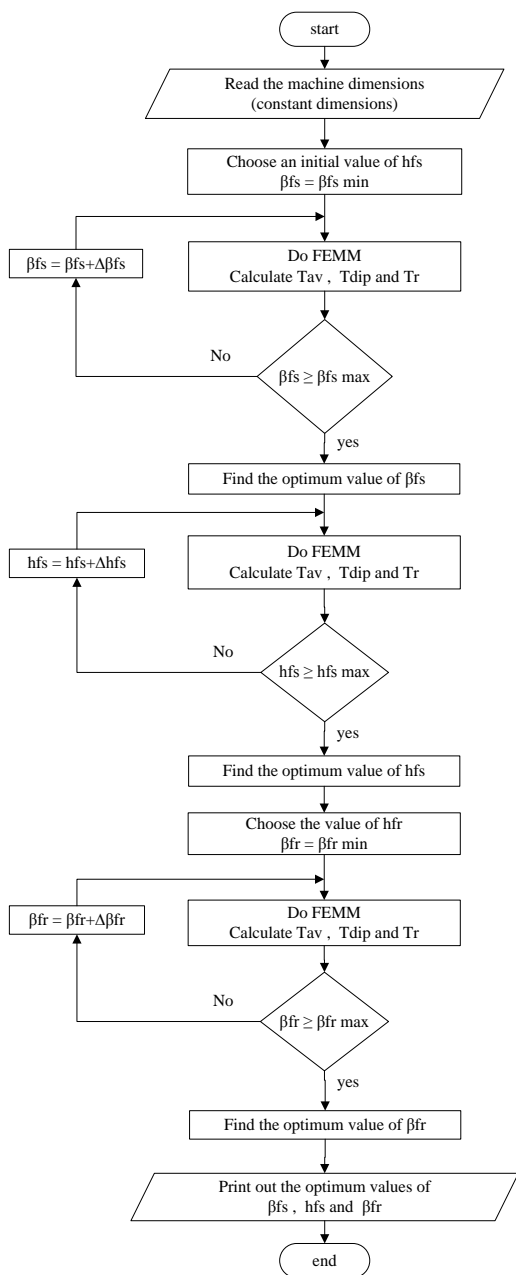 start
Read the machine dimensions
(constant dimensions)
Choose an initial value of hfs
βfs = βfs min
βfs = βfs+Δβfs
Do FEMM
Calculate Tav , Tdip and Tr
No
βfs ≥ βfs max
yes
Find the optimum value of βfs
hfs = hfs+Δhfs
Do FEMM
Calculate Tav , Tdip and Tr
No
hfs ≥ hfs max
yes
Find the optimum value of hfs
Choose the value of hfr
βfr = βfr min
βfr = βfr+Δβfr
Do FEMM
Calculate Tav , Tdip and Tr
No
βfr ≥ βfr max
yes
Find the optimum value of βfr
Print out the optimum values of
βfs , hfs and βfr
end